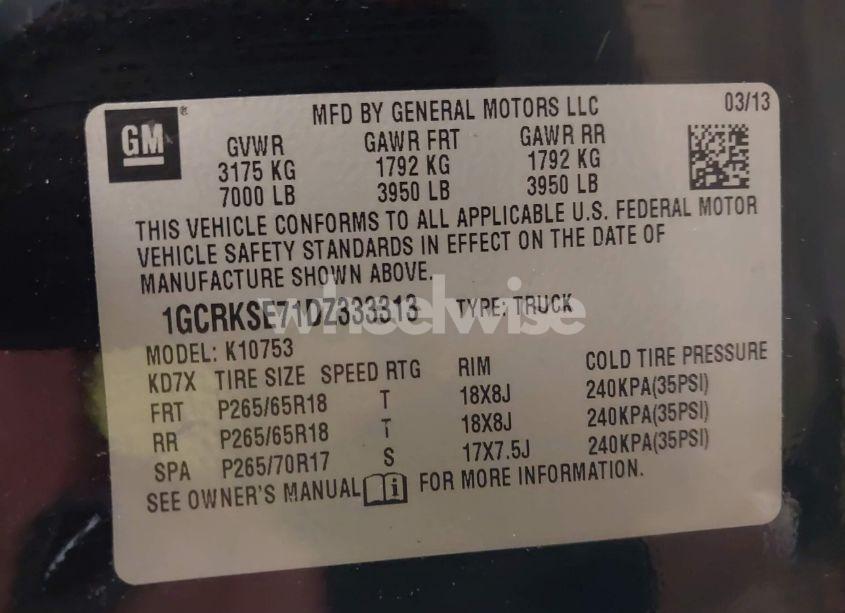 GM ®
MFD BY GENERAL MOTORS LLC 03/13
GVWR GAWR FRT GAWR RR
3175 KG 1792 KG 1792 KG
7000 LB 3950 LB 3950 LB
THIS VEHICLE CONFORMS TO ALL APPLICABLE U.S. FEDERAL MOTOR
VEHICLE SAFETY STANDARDS IN EFFECT ON THE DATE OF
MANUFACTURE SHOWN ABOVE.
1GCRKSE71DZ333313 TYPE: TRUCK
wheelwise
MODEL: K10753
KD7X TIRE SIZE SPEED RTG RIM COLD TIRE PRESSURE
FRT P265/65R18 T 18X8J 240KPA(35PSI)
RR P265/65R18 T 18X8J 240KPA(35PSI)
SPA P265/70R17 S 17X7.5J 240KPA(35PSI)
SEE OWNER'S MANUAL i FOR MORE INFORMATION.